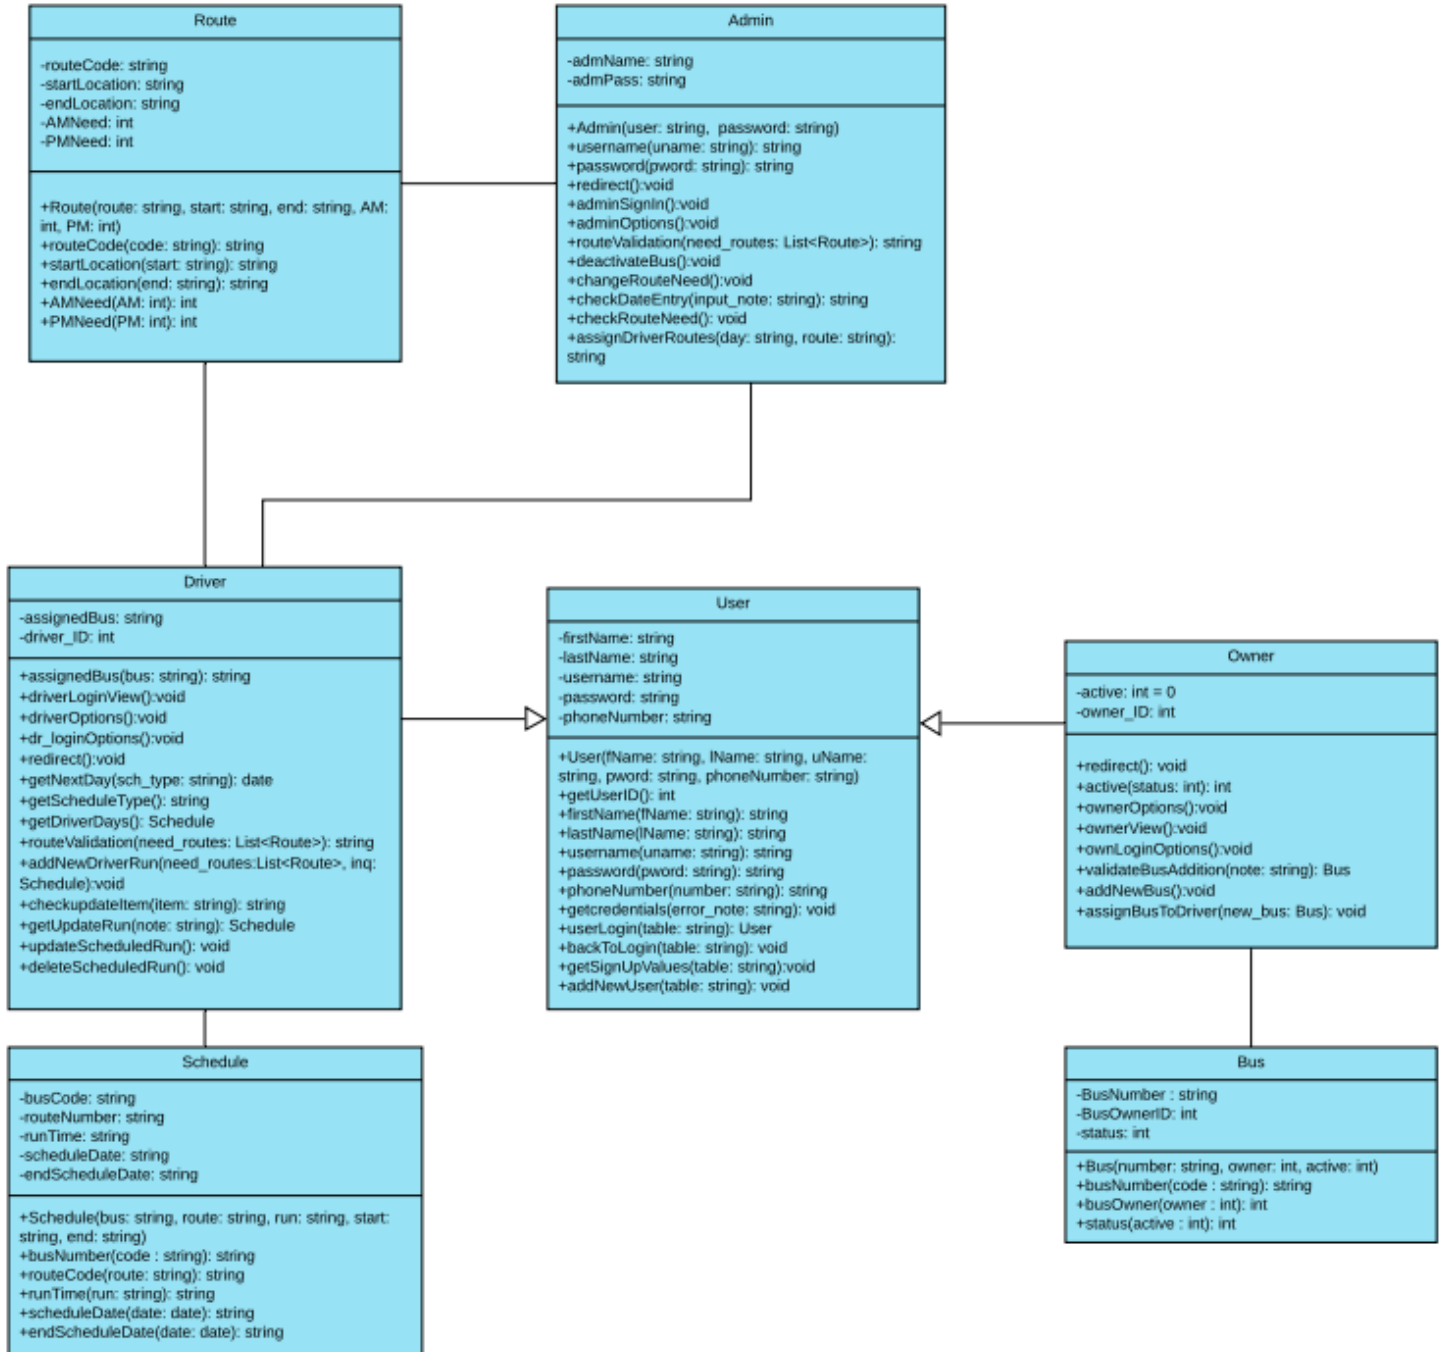 Route
-routeCode: string
-startLocation: string
-endLocation: string
-AMNeed: int
-PMNeed: int
+Route(route: string, start: string, end: string, AM:
int, PM: int)
+routeCode(code: string): string
+startLocation(start: string): string
+endLocation(end: string): string
+AMNeed(AM: int): int
+PMNeed(PM: int): int
Admin
-admName: string
-admPass: string
+Admin(user: string, password: string)
+username(uname: string): string
+password(pword: string): string
+redirect():void
+adminSignIn():void
+adminOptions():void
+routeValidation(need_routes: List<Route>): string
+deactivateBus():void
+changeRouteNeed():void
+checkDateEntry(input_note: string): string
+checkRouteNeed(): void
+assignDriverRoutes(day: string, route: string):
string
Driver
-assignedBus: string
-driver_ID: int
+assignedBus(bus: string): string
+driverLoginView():void
+driverOptions():void
+dr_loginOptions():void
+redirect():void
+getNextDay(sch_type: string): date
+getScheduleType(): string
+getDriverDays(): Schedule
+routeValidation(need_routes: List<Route>): string
+addNewDriverRun(need_routes:List<Route>, inq:
Schedule):void
+checkupdateItem(item: string): string
+getUpdateRun(note: string): Schedule
+updateScheduledRun(): void
+deleteScheduledRun(): void
User
-firstName: string
-lastName: string
-username: string
-password: string
-phoneNumber: string
+User(fName: string, lName: string, uName:
string, pword: string, phoneNumber: string)
+getUserID(): int
+firstName(fName: string): string
+lastName(lName: string): string
+username(uname: string): string
+password(pword: string): string
+phoneNumber(number: string): string
+getcredentials(error_note: string): void
+userLogin(table: string): User
+backToLogin(table: string): void
+getSignUpValues(table: string):void
+addNewUser(table: string): void
Owner
-active: int = 0
-owner_ID: int
+redirect(): void
+active(status: int): int
+ownerOptions():void
+ownerView():void
+ownLoginOptions():void
+validateBusAddition(note: string): Bus
+addNewBus():void
+assignBusToDriver(new_bus: Bus): void
Schedule
-busCode: string
-routeNumber: string
-runTime: string
-scheduleDate: string
-endScheduleDate: string
+Schedule(bus: string, route: string, run: string, start:
string, end: string)
+busNumber(code : string): string
+routeCode(route: string): string
+runTime(run: string): string
+scheduleDate(date: date): string
+endScheduleDate(date: date): string
Bus
-BusNumber : string
-BusOwnerID: int
-status: int
+Bus(number: string, owner: int, active: int)
+busNumber(code : string): string
+busOwner(owner : int): int
+status(active : int): int